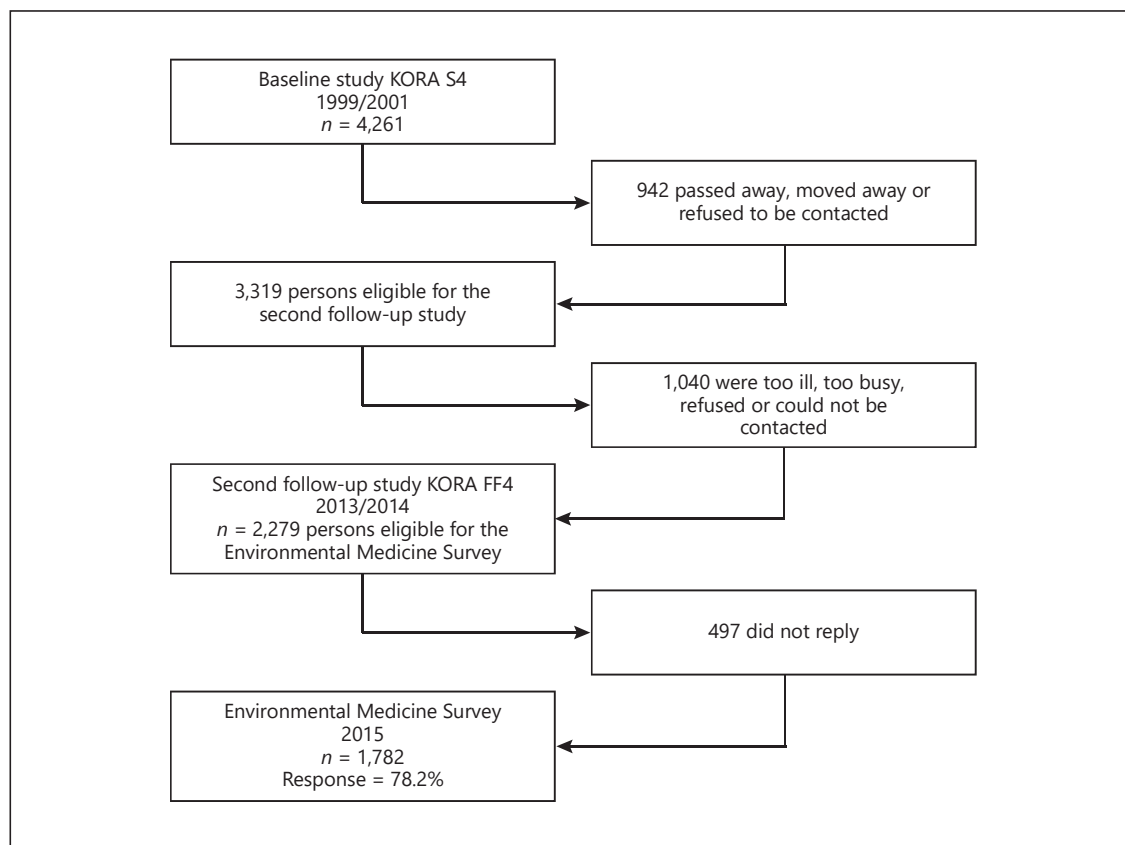 Baseline study KORA S4
1999/2001
n = 4,261
942 passed away, moved away or
refused to be contacted
3,319 persons eligible for the
second follow-up study
1,040 were too ill, too busy,
refused or could not be
contacted
Second follow-up study KORA FF4
2013/2014
n = 2,279 persons eligible for the
Environmental Medicine Survey
497 did not reply
Environmental Medicine Survey
2015
n = 1,782
Response = 78.2%